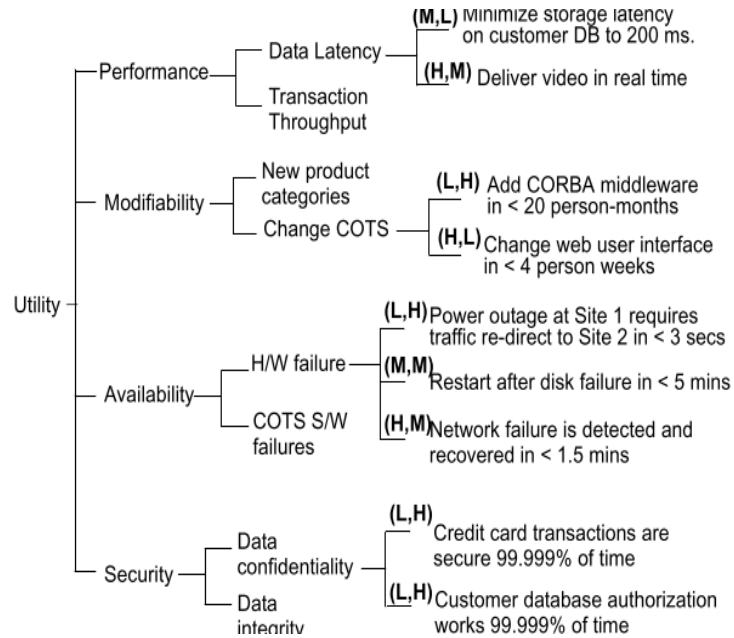 (M,L) Minimize storage latency
on customer DB to 200 ms.
Data Latency
(H,M) Deliver video in real time
Performance
Transaction
Throughput
New product
categories
(L,H) Add CORBA middleware
in < 20 person-months
Modifiability
Change COTS
(H,L) Change web user interface
in < 4 person weeks
Utility
(L,H) Power outage at Site 1 requires
traffic re-direct to Site 2 in < 3 secs
H/W failure
(M,M) Restart after disk failure in < 5 mins
Availability
COTS S/W
failures
(H,M) Network failure is detected and
recovered in < 1.5 mins
(L,H) Credit card transactions are
secure 99.999% of time
Data
confidentiality
Security
(L,H) Customer database authorization
works 99.999% of time
Data
integrity